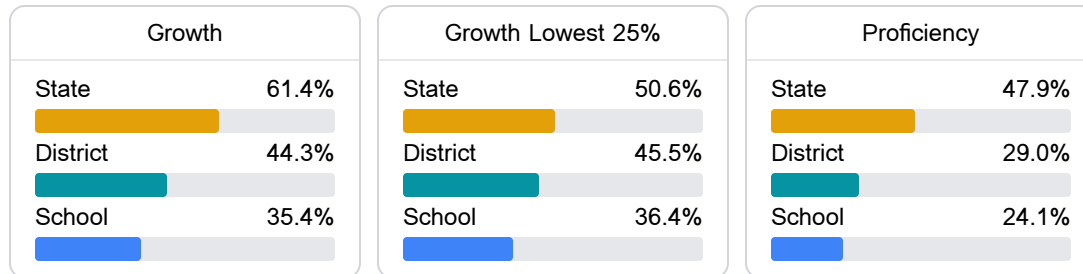 Growth
State 61.4%
District 44.3%
School 35.4%
Growth Lowest 25%
State 50.6%
District 45.5%
School 36.4%
Proficiency
State 47.9%
District 29.0%
School 24.1%